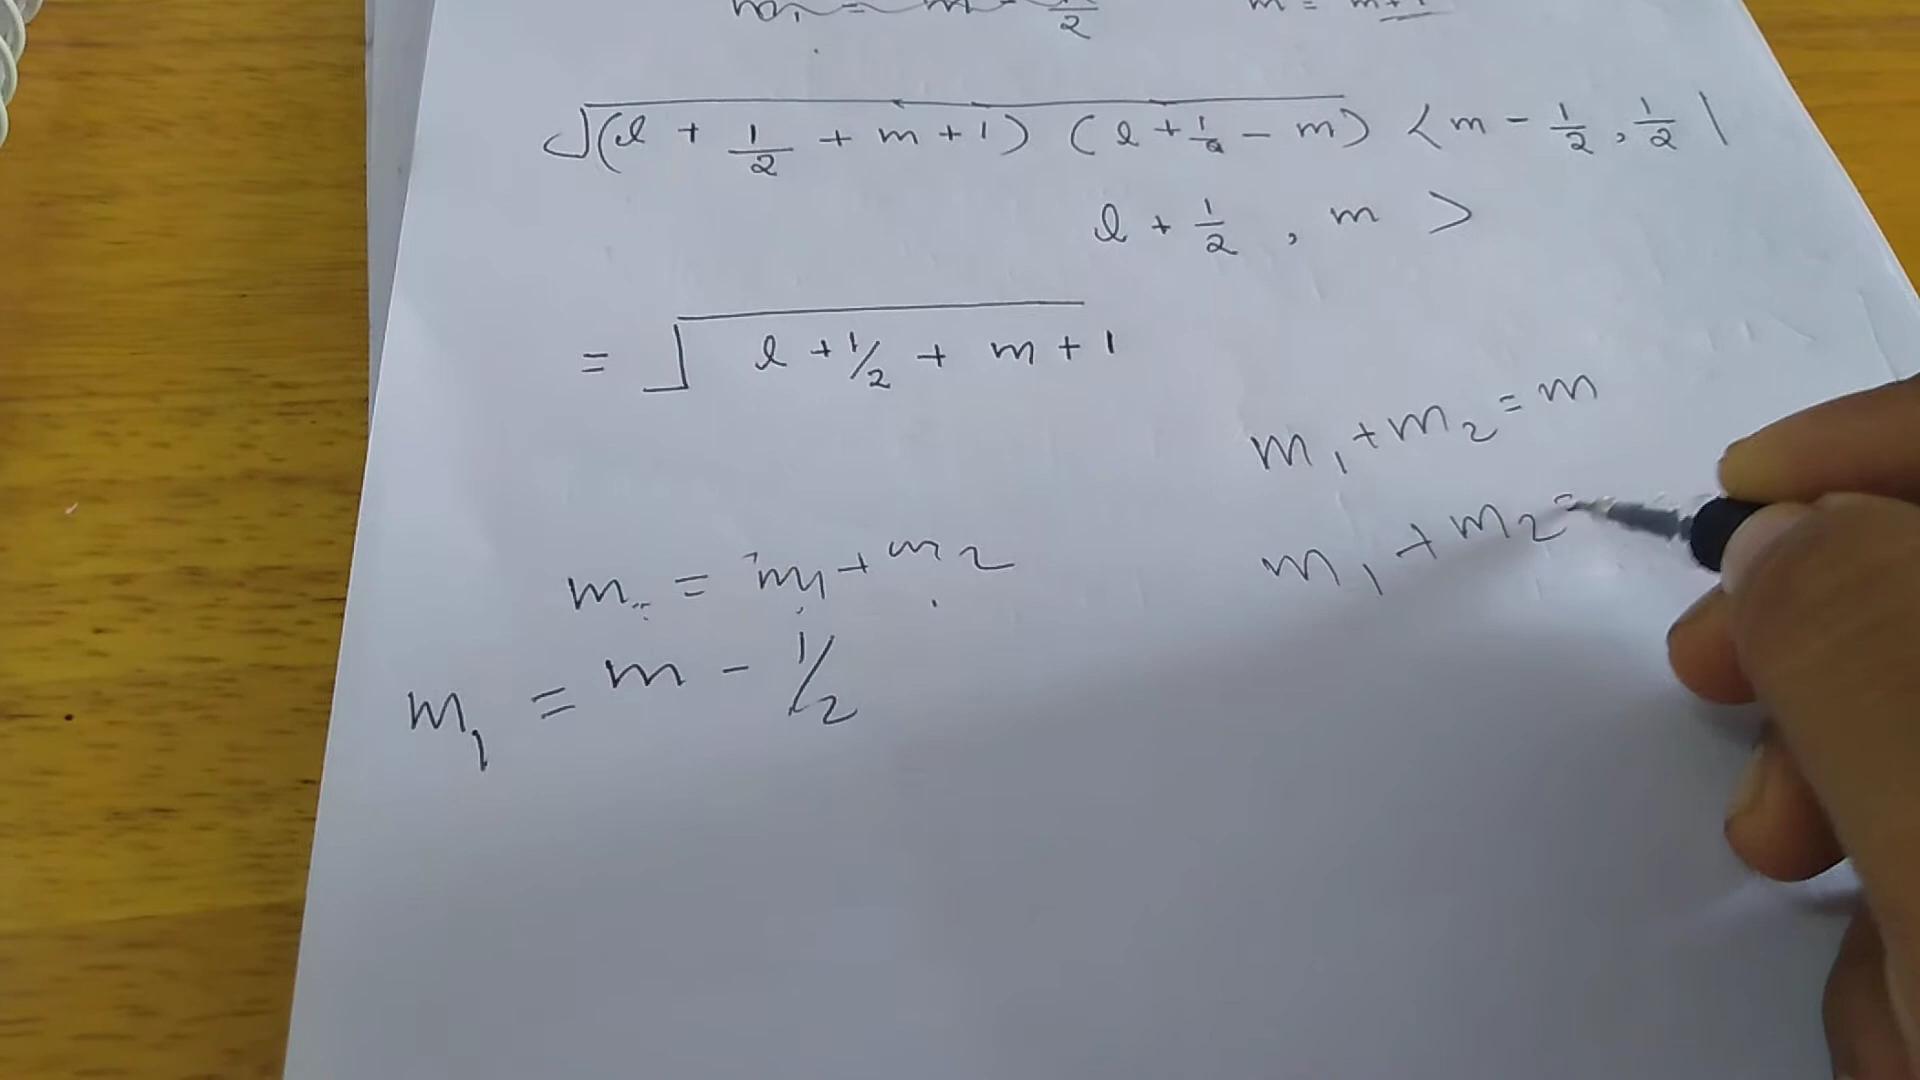 m = m+1
√(l + 1/2 + m + 1) (l + 1/2 - m) <m - 1/2, 1/2 |
l + 1/2, m >
= √ l + 1/2 + m + 1
m₁ + m₂ = m
m₁ + m₂ =
m = m₁ + m₂
m₁ = m - 1/2